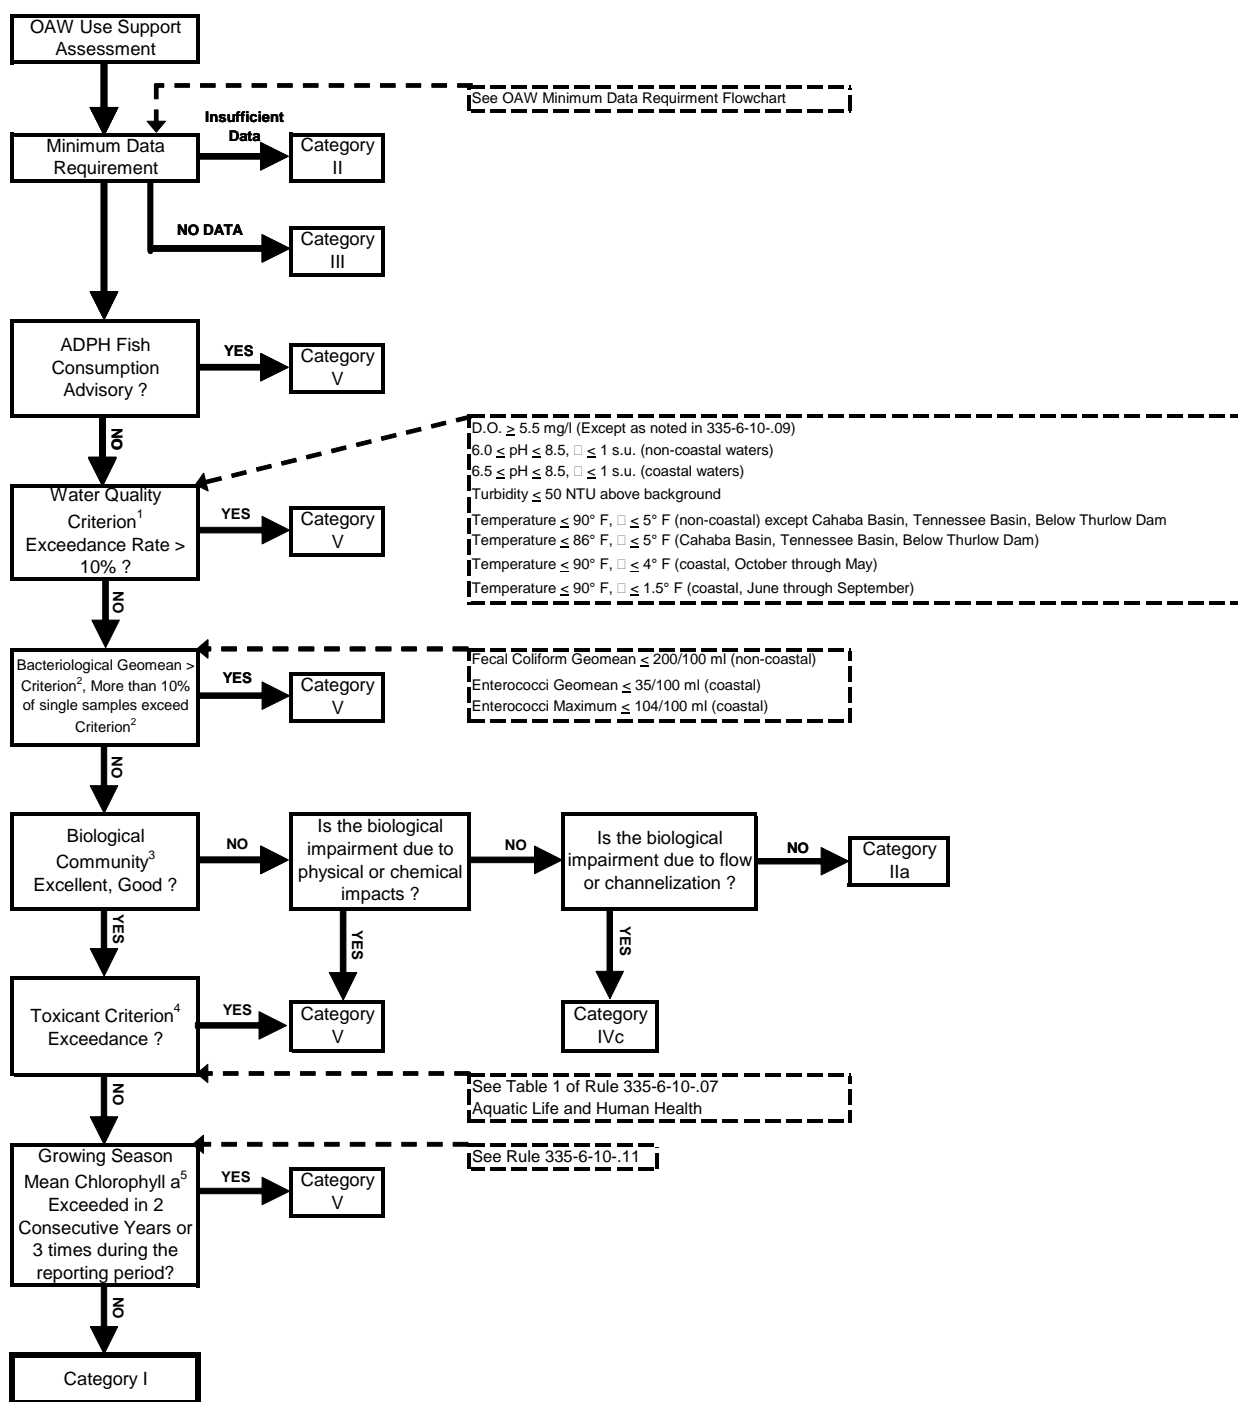 OAW Use Support
Assessment
See OAW Minimum Data Requirment Flowchart
Insufficient
Data
Minimum Data
Requirement
Category
II
NO DATA
Category
III
ADPH Fish
Consumption
Advisory ?
YES
Category
V
NO
D.O. ≥ 5.5 mg/l (Except as noted in 335-6-10-.09)
6.0 ≤ pH ≤ 8.5, □ ≤ 1 s.u. (non-coastal waters)
6.5 ≤ pH ≤ 8.5, □ ≤ 1 s.u. (coastal waters)
Turbidity ≤ 50 NTU above background
Temperature ≤ 90° F, □ ≤ 5° F (non-coastal) except Cahaba Basin, Tennessee Basin, Below Thurlow Dam
Temperature ≤ 86° F, □ ≤ 5° F (Cahaba Basin, Tennessee Basin, Below Thurlow Dam)
Temperature ≤ 90° F, □ ≤ 4° F (coastal, October through May)
Temperature ≤ 90° F, □ ≤ 1.5° F (coastal, June through September)
Water Quality
Criterion¹
Exceedance Rate >
10% ?
YES
Category
V
NO
Bacteriological Geomean >
Criterion², More than 10%
of single samples exceed
Criterion²
YES
Category
V
Fecal Coliform Geomean ≤ 200/100 ml (non-coastal)
Enterococci Geomean ≤ 35/100 ml (coastal)
Enterococci Maximum ≤ 104/100 ml (coastal)
NO
Biological
Community³
Excellent, Good ?
NO
Is the biological
impairment due to
physical or chemical
impacts ?
NO
Is the biological
impairment due to flow
or channelization ?
NO
Category
IIa
YES
YES
YES
Toxicant Criterion⁴
Exceedance ?
YES
Category
V
Category
IVc
See Table 1 of Rule 335-6-10-.07
Aquatic Life and Human Health
NO
See Rule 335-6-10-.11
Growing Season
Mean Chlorophyll a⁵
Exceeded in 2
Consecutive Years or
3 times during the
reporting period?
YES
Category
V
NO
Category I